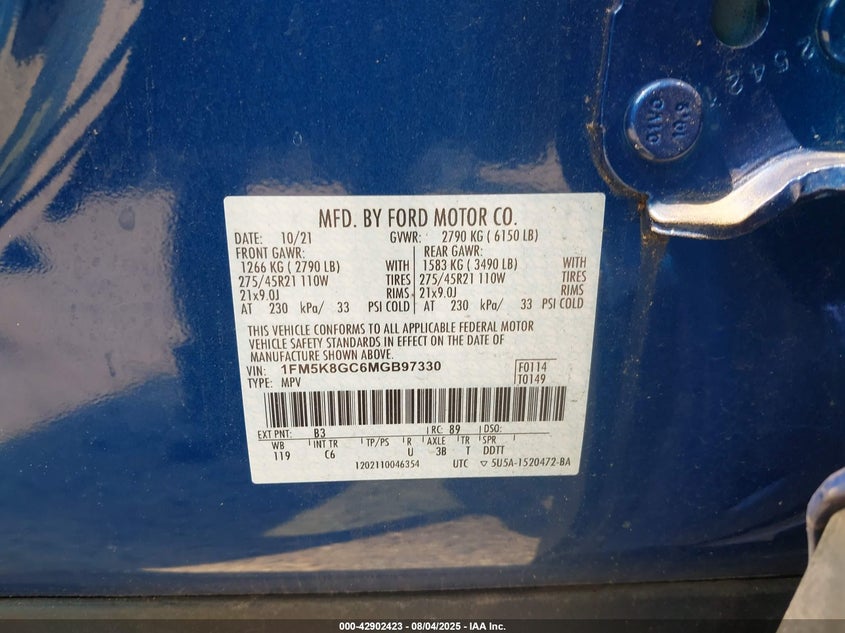 2542
MFD. BY FORD MOTOR CO.
DATE: 10/21 GVWR: 2790 KG ( 6150 LB)
FRONT GAWR: REAR GAWR:
1266 KG ( 2790 LB) WITH 1583 KG ( 3490 LB) WITH
275/45R21 110W TIRES 275/45R21 110W TIRES
21x9.0J RIMS 21x9.0J RIMS
AT 230 kPa/ 33 PSI COLD AT 230 kPa/ 33 PSI COLD
THIS VEHICLE CONFORMS TO ALL APPLICABLE FEDERAL MOTOR
VEHICLE SAFETY STANDARDS IN EFFECT ON THE DATE OF
MANUFACTURE SHOWN ABOVE.
VIN: 1FM5K8GC6MGB97330 F0114
TYPE: MPV T0149
EXT PNT: B3 RC: 89 DSO:
WB INT TR TP/PS R AXLE TR SPR
119 C6 U 3B T DDTT
1202110046354 UTC ▽ 5U5A-1520472-BA
000-42902423 - 08/04/2025 - IAA Inc.